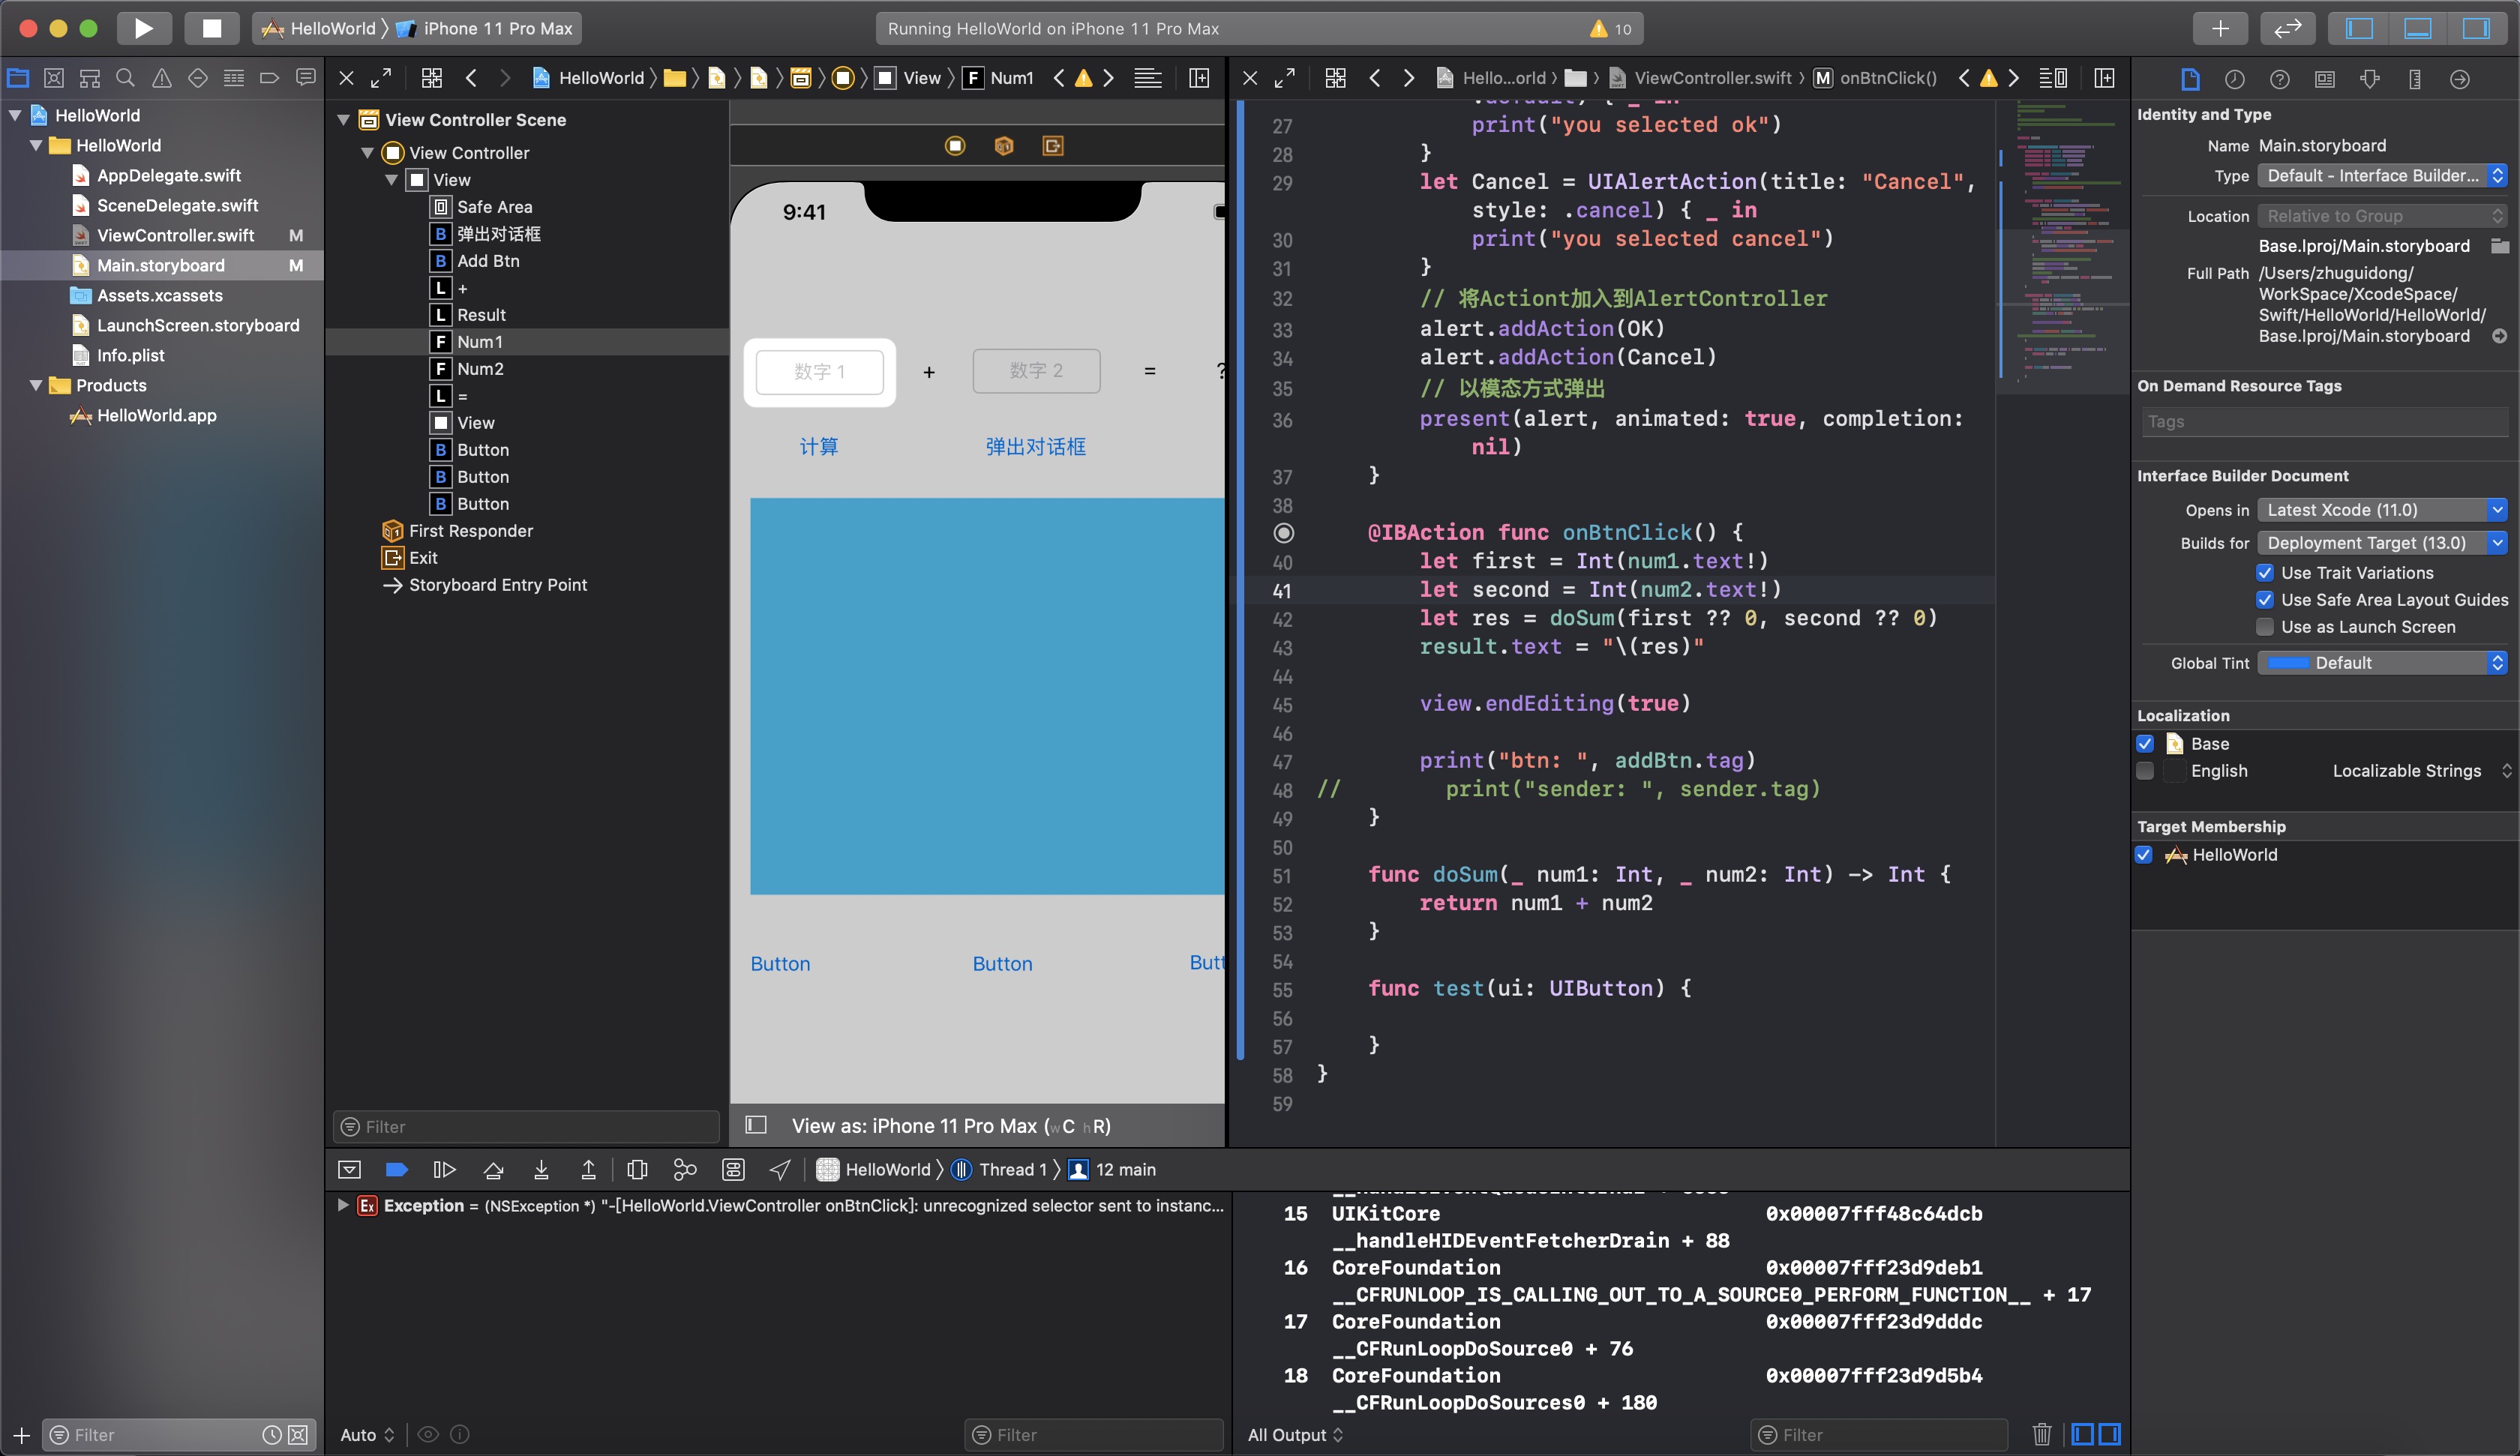 HelloWorld
iPhone 11 Pro Max
Running HelloWorld on iPhone 11 Pro Max
10
HelloWorld
HelloWorld
AppDelegate.swift
SceneDelegate.swift
ViewController.swift M
Main.storyboard M
Assets.xcassets
LaunchScreen.storyboard
Info.plist
Products
HelloWorld.app
Filter
HelloWorld
View
F Num1
View Controller Scene
View Controller
View
Safe Area
B 弹出对话框
B Add Btn
L +
L Result
F Num1
F Num2
L =
View
B Button
B Button
B Button
First Responder
Exit
Storyboard Entry Point
Filter
9:41
数字 1 + 数字 2 = ?
计算 弹出对话框
Button Button Butt
View as: iPhone 11 Pro Max (wC hR)
Hello...orld
ViewController.swift
M onBtnClick()
27 print("you selected ok")
28 }
29 let Cancel = UIAlertAction(title: "Cancel",
style: .cancel) { _ in
30 print("you selected cancel")
31 }
32 // 将Actiont加入到AlertController
33 alert.addAction(OK)
34 alert.addAction(Cancel)
35 // 以模态方式弹出
36 present(alert, animated: true, completion:
nil)
37 }
38
@IBAction func onBtnClick() {
40 let first = Int(num1.text!)
41 let second = Int(num2.text!)
42 let res = doSum(first ?? 0, second ?? 0)
43 result.text = "\(res)"
44
45 view.endEditing(true)
46
47 print("btn: ", addBtn.tag)
48 // print("sender: ", sender.tag)
49 }
50
51 func doSum(_ num1: Int, _ num2: Int) -> Int {
52 return num1 + num2
53 }
54
55 func test(ui: UIButton) {
56
57 }
58 }
59
Identity and Type
Name Main.storyboard
Type Default - Interface Builder...
Location Relative to Group
Base.lproj/Main.storyboard
Full Path /Users/zhuguidong/
WorkSpace/XcodeSpace/
Swift/HelloWorld/HelloWorld/
Base.lproj/Main.storyboard
On Demand Resource Tags
Tags
Interface Builder Document
Opens in Latest Xcode (11.0)
Builds for Deployment Target (13.0)
Use Trait Variations
Use Safe Area Layout Guides
Use as Launch Screen
Global Tint Default
Localization
Base
English Localizable Strings
Target Membership
HelloWorld
HelloWorld
Thread 1
12 main
Ex Exception = (NSException *) "-[HelloWorld.ViewController onBtnClick]: unrecognized selector sent to instanc...
Auto
Filter
15 UIKitCore 0x00007fff48c64dcb
__handleHIDEventFetcherDrain + 88
16 CoreFoundation 0x00007fff23d9deb1
__CFRUNLOOP_IS_CALLING_OUT_TO_A_SOURCE0_PERFORM_FUNCTION__ + 17
17 CoreFoundation 0x00007fff23d9dddc
__CFRunLoopDoSource0 + 76
18 CoreFoundation 0x00007fff23d9d5b4
__CFRunLoopDoSources0 + 180
All Output
Filter